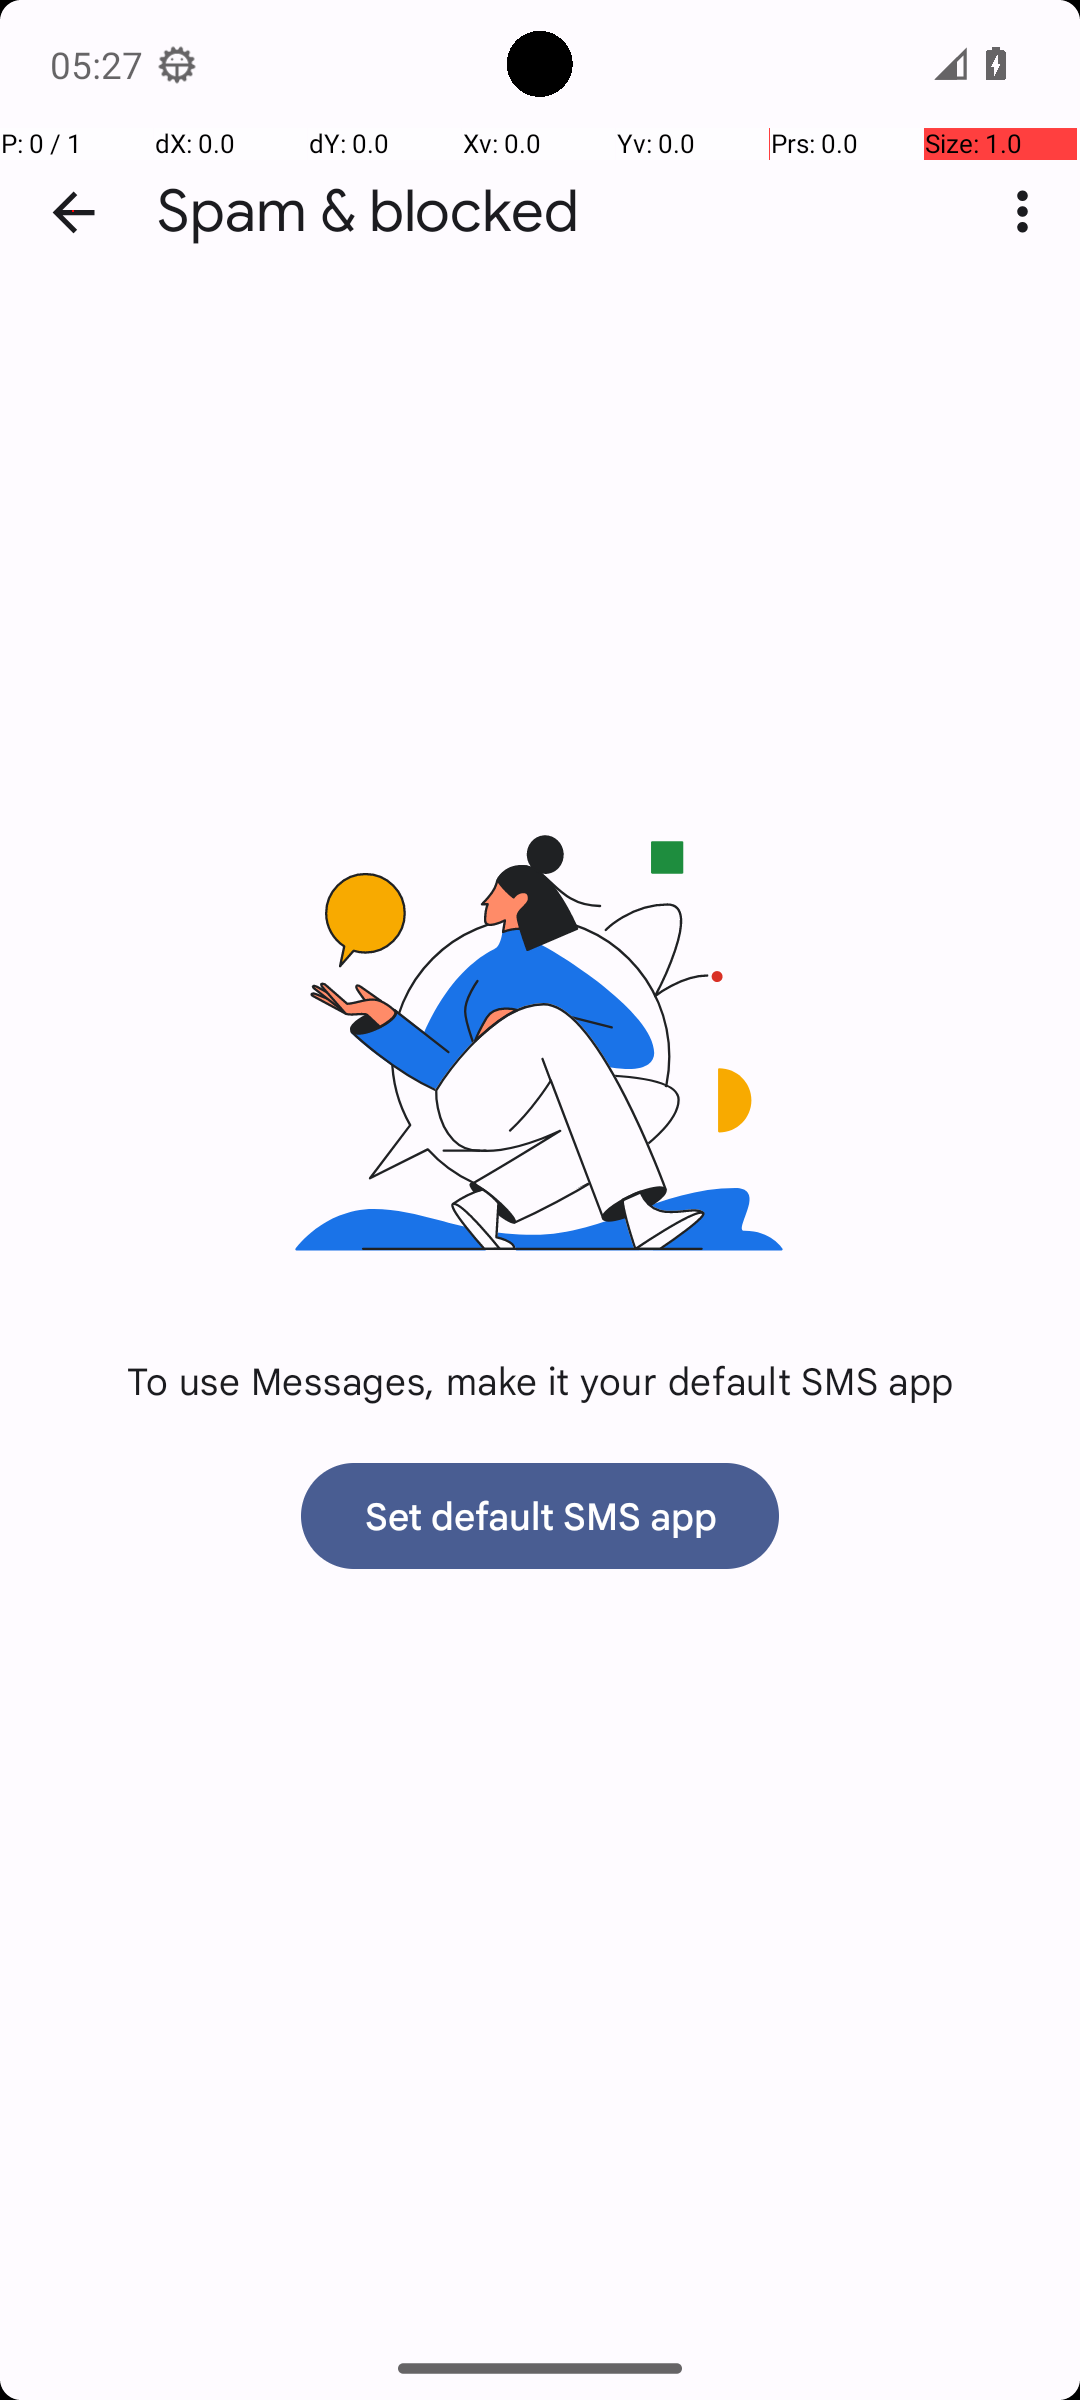 05:27
P: 0 / 1 dX: 0.0 dY: 0.0 Xv: 0.0 Yv: 0.0 Prs: 0.0 Size: 1.0
Spam & blocked
To use Messages, make it your default SMS app
Set default SMS app